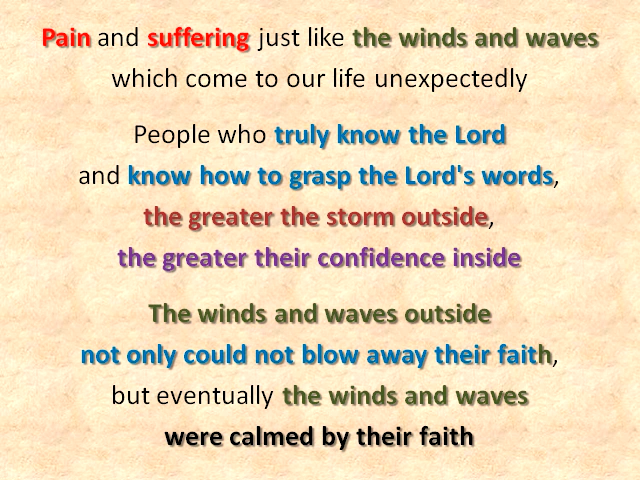 Pain and suffering just like the winds and waves
which come to our life unexpectedly
People who truly know the Lord
and know how to grasp the Lord's words,
the greater the storm outside,
the greater their confidence inside
The winds and waves outside
not only could not blow away their faith,
but eventually the winds and waves
were calmed by their faith